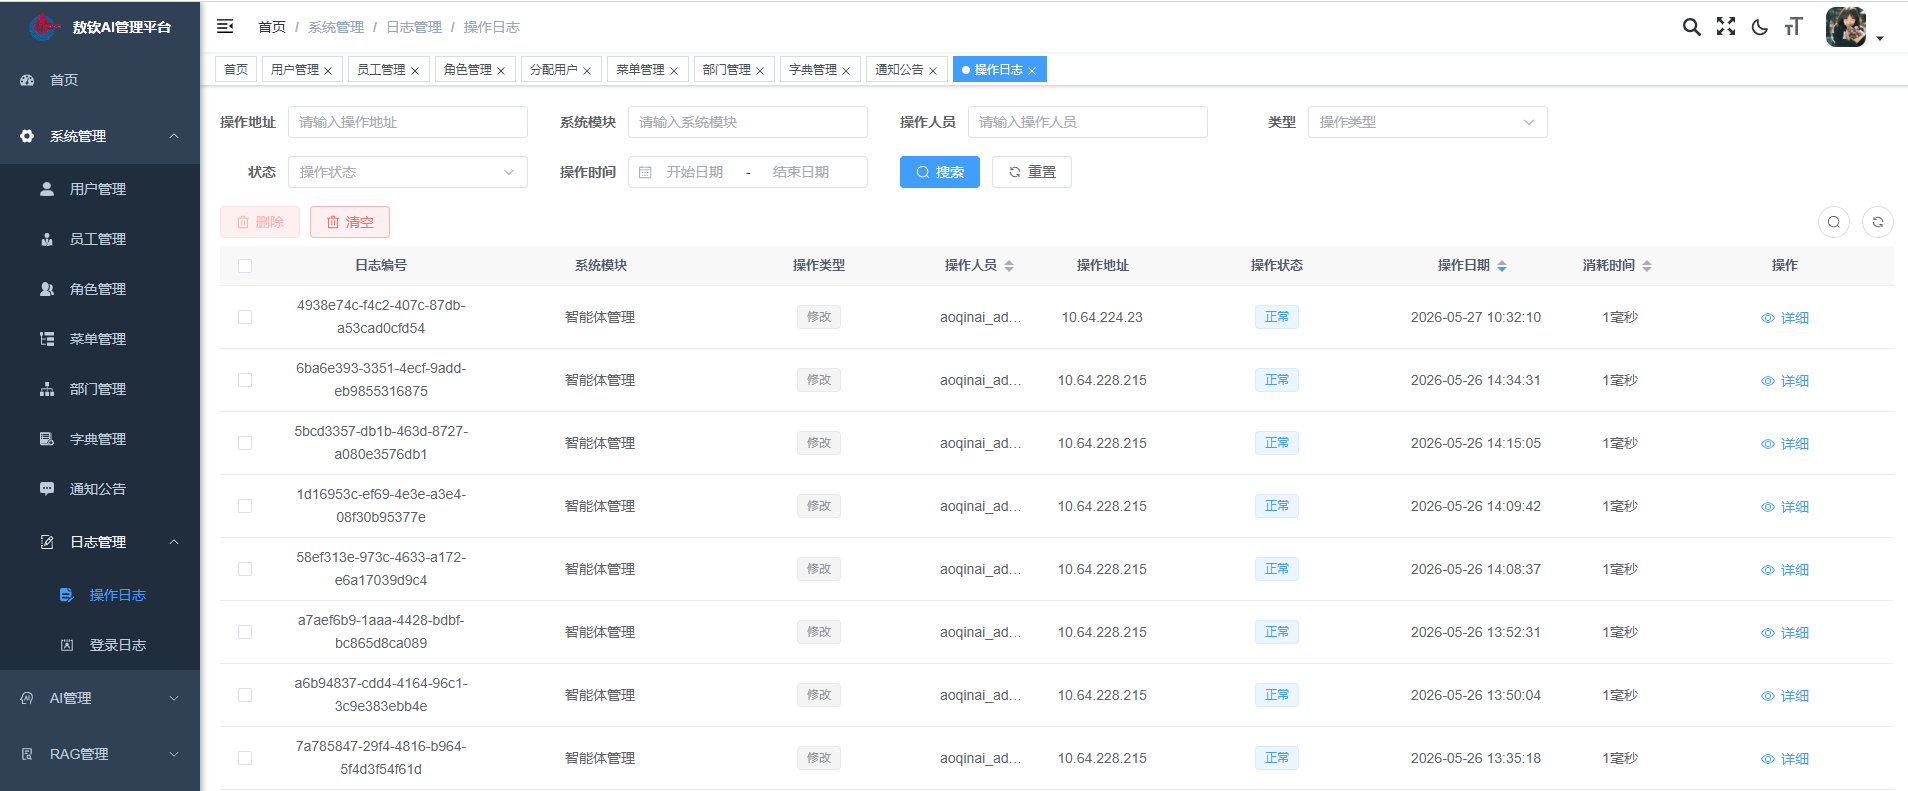 敖钦AI管理平台
首页 / 系统管理 / 日志管理 / 操作日志
首页 用户管理 员工管理 角色管理 分配用户 菜单管理 部门管理 字典管理 通知公告 操作日志
首页
系统管理
用户管理
员工管理
角色管理
菜单管理
部门管理
字典管理
通知公告
日志管理
操作日志
登录日志
AI管理
RAG管理
操作地址 请输入操作地址 系统模块 请输入系统模块 操作人员 请输入操作人员 类型 操作类型
状态 操作状态 操作时间 开始日期 - 结束日期 搜索 重置
删除 清空
日志编号 系统模块 操作类型 操作人员 操作地址 操作状态 操作日期 消耗时间 操作
4938e74c-f4c2-407c-87db-
a53cad0cfd54
智能体管理 修改 aoqinai_ad... 10.64.224.23 正常 2026-05-27 10:32:10 1毫秒 详细
6ba6e393-3351-4ecf-9add-
eb9855316875
智能体管理 修改 aoqinai_ad... 10.64.228.215 正常 2026-05-26 14:34:31 1毫秒 详细
5bcd3357-db1b-463d-8727-
a080e3576db1
智能体管理 修改 aoqinai_ad... 10.64.228.215 正常 2026-05-26 14:15:05 1毫秒 详细
1d16953c-ef69-4e3e-a3e4-
08f30b95377e
智能体管理 修改 aoqinai_ad... 10.64.228.215 正常 2026-05-26 14:09:42 1毫秒 详细
58ef313e-973c-4633-a172-
e6a17039d9c4
智能体管理 修改 aoqinai_ad... 10.64.228.215 正常 2026-05-26 14:08:37 1毫秒 详细
a7aef6b9-1aaa-4428-bdbf-
bc865d8ca089
智能体管理 修改 aoqinai_ad... 10.64.228.215 正常 2026-05-26 13:52:31 1毫秒 详细
a6b94837-cdd4-4164-96c1-
3c9e383ebb4e
智能体管理 修改 aoqinai_ad... 10.64.228.215 正常 2026-05-26 13:50:04 1毫秒 详细
7a785847-29f4-4816-b964-
5f4d3f54f61d
智能体管理 修改 aoqinai_ad... 10.64.228.215 正常 2026-05-26 13:35:18 1毫秒 详细